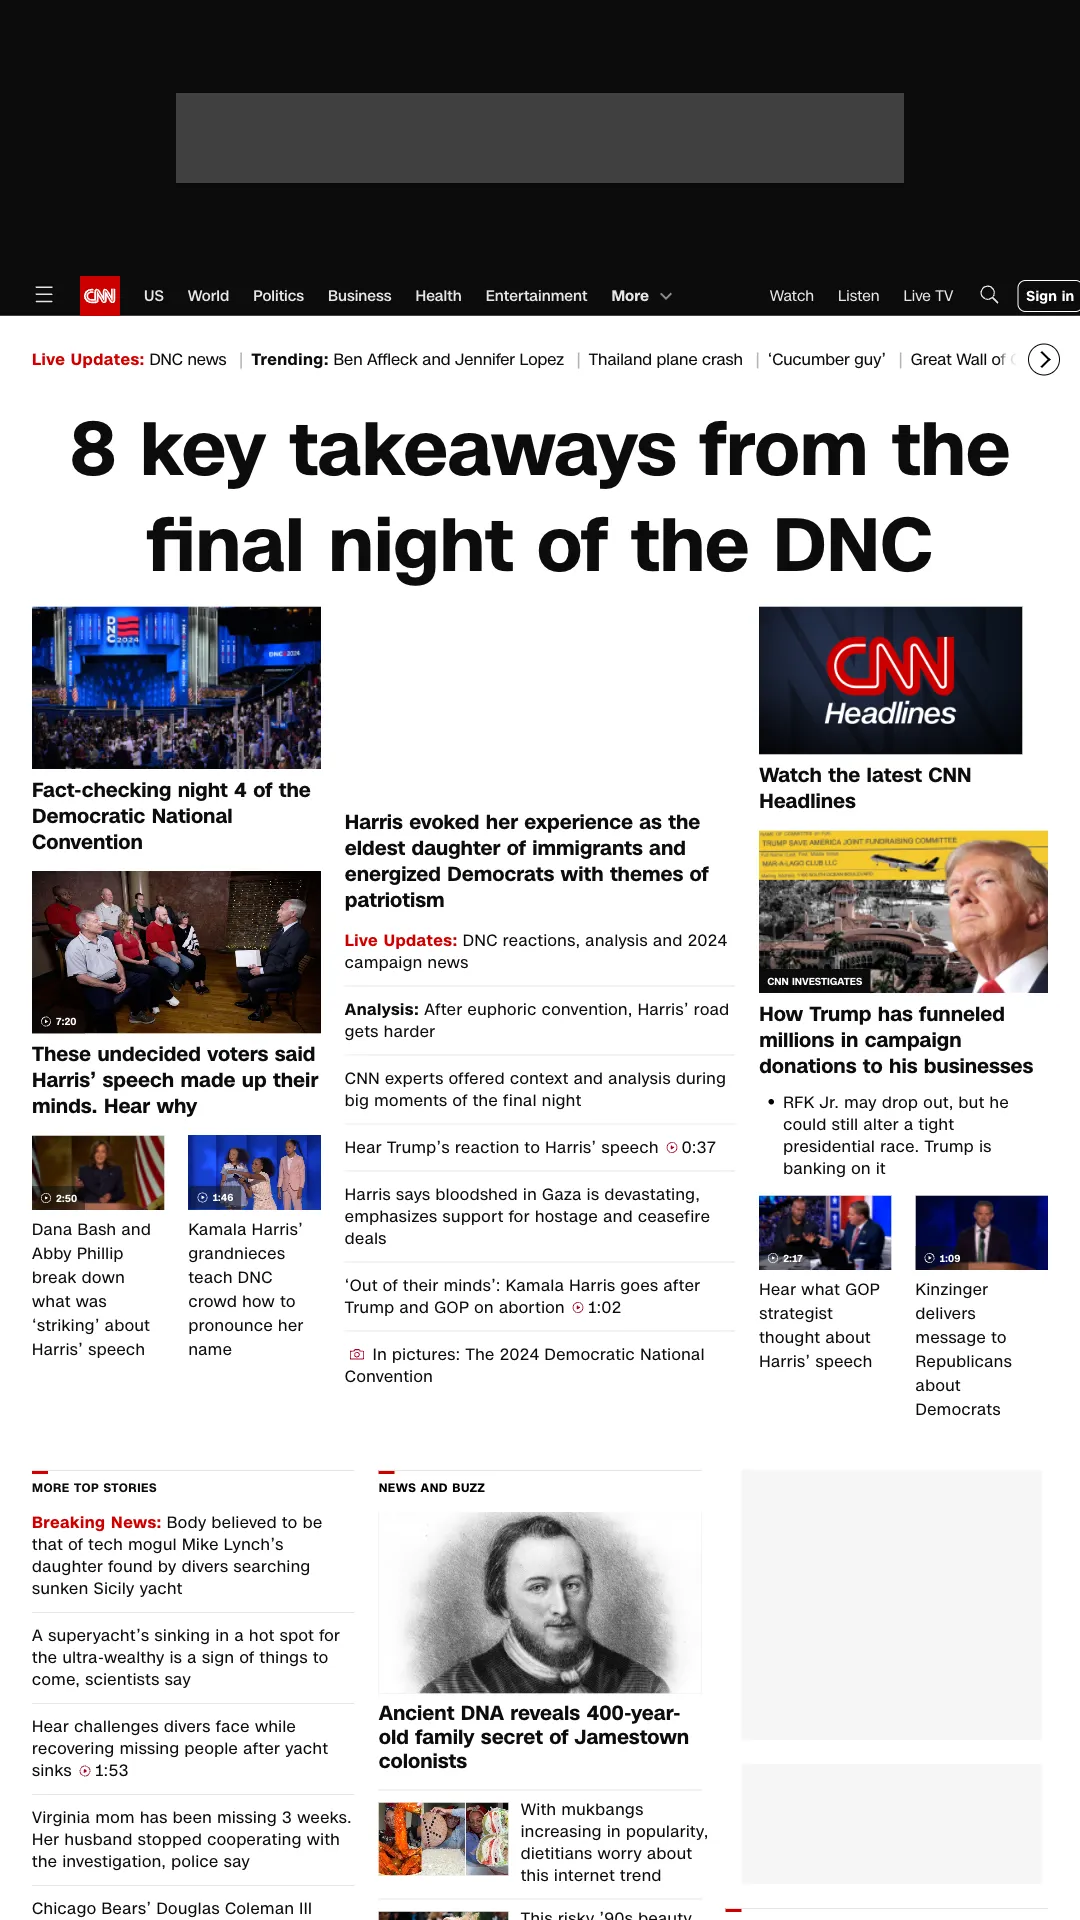 CNN
US
World
Politics
Business
Health
Entertainment
More
Watch
Listen
Live TV
Sign in
Live Updates: DNC news
Trending: Ben Affleck and Jennifer Lopez
Thailand plane crash
‘Cucumber guy’
Great Wall of
8 key takeaways from the
final night of the DNC
DNC
2024
DNC 2024
Fact-checking night 4 of the
Democratic National
Convention
7:20
These undecided voters said
Harris’ speech made up their
minds. Hear why
2:50
Dana Bash and
Abby Phillip
break down
what was
‘striking’ about
Harris’ speech
1:46
Kamala Harris’
grandnieces
teach DNC
crowd how to
pronounce her
name
Harris evoked her experience as the
eldest daughter of immigrants and
energized Democrats with themes of
patriotism
Live Updates: DNC reactions, analysis and 2024
campaign news
Analysis: After euphoric convention, Harris’ road
gets harder
CNN experts offered context and analysis during
big moments of the final night
Hear Trump’s reaction to Harris’ speech 0:37
Harris says bloodshed in Gaza is devastating,
emphasizes support for hostage and ceasefire
deals
‘Out of their minds’: Kamala Harris goes after
Trump and GOP on abortion 1:02
In pictures: The 2024 Democratic National
Convention
CNN
Headlines
Watch the latest CNN
Headlines
TRUMP SAVE AMERICA JOINT FUNDRAISING COMMITTEE
MAR-A-LAGO CLUB LLC
CNN INVESTIGATES
How Trump has funneled
millions in campaign
donations to his businesses
• RFK Jr. may drop out, but he
could still alter a tight
presidential race. Trump is
banking on it
2:17
Hear what GOP
strategist
thought about
Harris’ speech
1:09
Kinzinger
delivers
message to
Republicans
about
Democrats
MORE TOP STORIES
Breaking News: Body believed to be
that of tech mogul Mike Lynch’s
daughter found by divers searching
sunken Sicily yacht
A superyacht’s sinking in a hot spot for
the ultra-wealthy is a sign of things to
come, scientists say
Hear challenges divers face while
recovering missing people after yacht
sinks 1:53
Virginia mom has been missing 3 weeks.
Her husband stopped cooperating with
the investigation, police say
Chicago Bears’ Douglas Coleman III
NEWS AND BUZZ
Ancient DNA reveals 400-year-
old family secret of Jamestown
colonists
With mukbangs
increasing in popularity,
dietitians worry about
this internet trend
This risky ’90s beauty